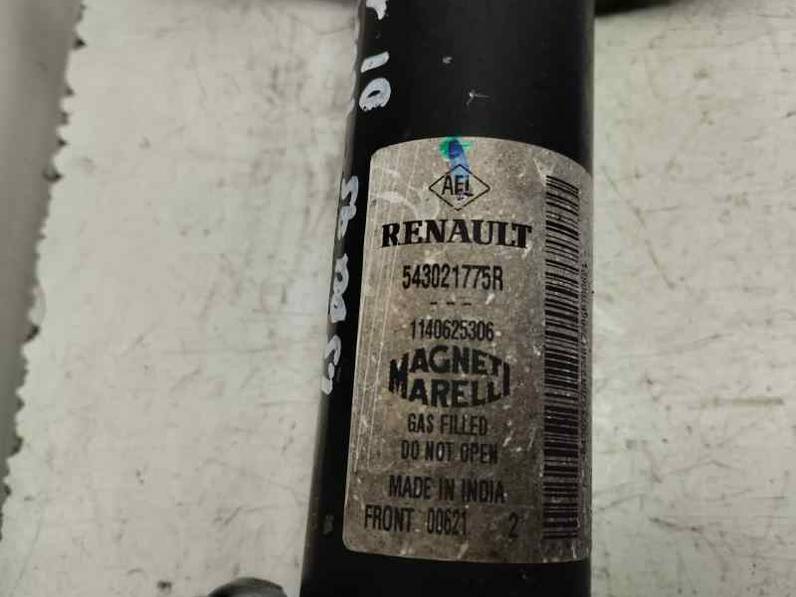 AEL
RENAULT
543021775R
- - -
1140625306
MAGNETI
MARELLI
GAS FILLED
DO NOT OPEN
MADE IN INDIA
FRONT 00621 2